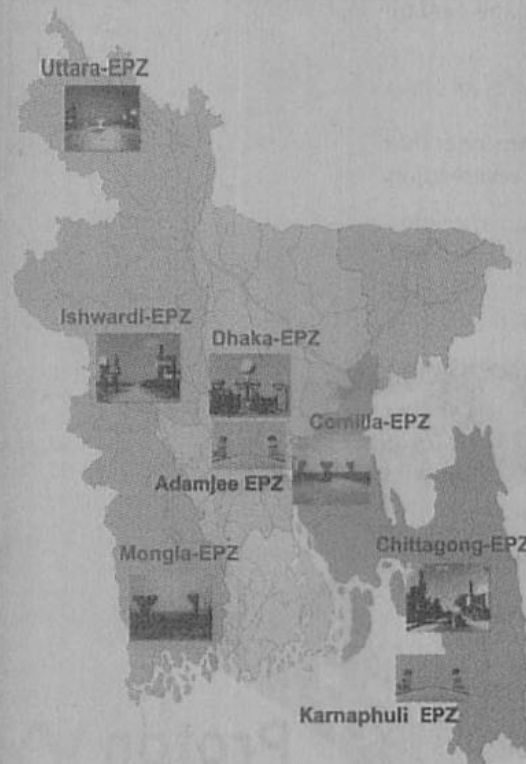 Uttara-EPZ
Ishwardi-EPZ
Dhaka-EPZ
Comilla-EPZ
Adamjee EPZ
Mongla-EPZ
Chittagong-EPZ
Karnaphuli EPZ